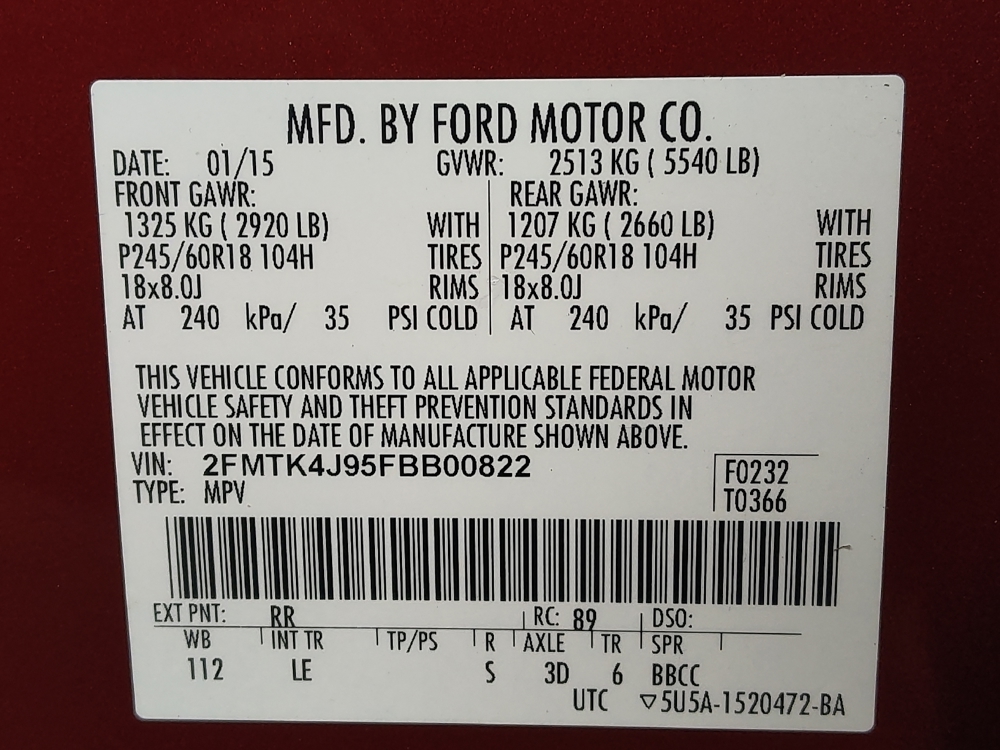 MFD. BY FORD MOTOR CO.
DATE: 01/15 GVWR: 2513 KG ( 5540 LB)
FRONT GAWR: REAR GAWR:
1325 KG ( 2920 LB) WITH 1207 KG ( 2660 LB) WITH
P245/60R18 104H TIRES P245/60R18 104H TIRES
18x8.0J RIMS 18x8.0J RIMS
AT 240 kPa/ 35 PSI COLD AT 240 kPa/ 35 PSI COLD
THIS VEHICLE CONFORMS TO ALL APPLICABLE FEDERAL MOTOR
VEHICLE SAFETY AND THEFT PREVENTION STANDARDS IN
EFFECT ON THE DATE OF MANUFACTURE SHOWN ABOVE.
VIN: 2FMTK4J95FBB00822 F0232
TYPE: MPV T0366
EXT PNT: RR RC: 89 DSO:
WB INT TR TP/PS R AXLE TR SPR
112 LE S 3D 6 BBCC
UTC ▽5U5A-1520472-BA